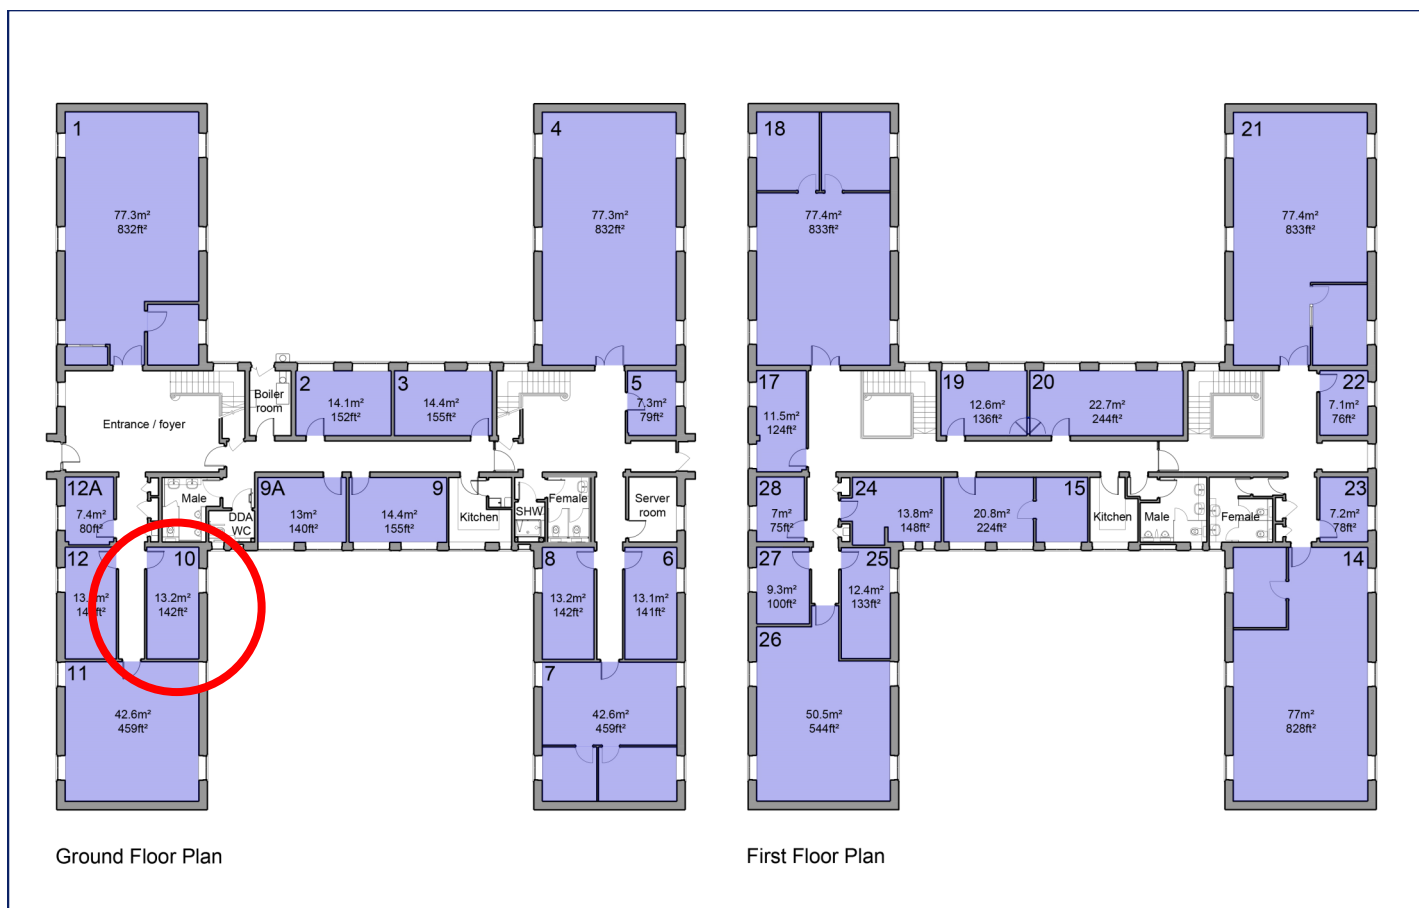 1
77.3m²
832ft²
4
77.3m²
832ft²
2
14.1m²
152ft²
3
14.4m²
155ft²
5
7.3m²
79ft²
Boiler
room
Entrance / foyer
12A
7.4m²
80ft²
Male
DDA
WC
9A
13m²
140ft²
9
14.4m²
155ft²
Kitchen
SHW
Female
Server
room
12
10
13.2m²
142ft²
8
13.2m²
142ft²
6
13.1m²
141ft²
11
42.6m²
459ft²
7
42.6m²
459ft²
Ground Floor Plan
18
77.4m²
833ft²
21
77.4m²
833ft²
17
11.5m²
124ft²
19
12.6m²
136ft²
20
22.7m²
244ft²
22
7.1m²
76ft²
28
7m²
75ft²
24
13.8m²
148ft²
20.8m²
224ft²
15
Kitchen
Male
Female
23
7.2m²
78ft²
27
9.3m²
100ft²
25
12.4m²
133ft²
26
50.5m²
544ft²
14
77m²
828ft²
First Floor Plan